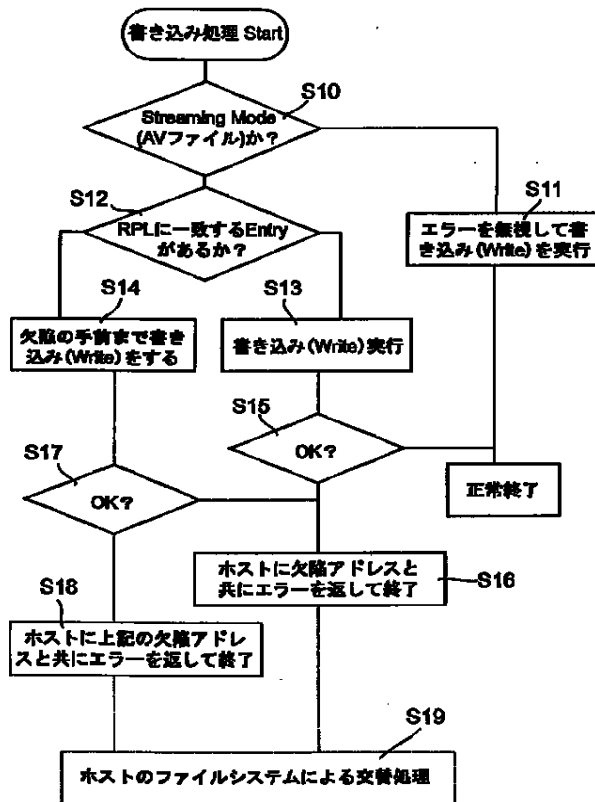 書き込み処理 Start
S10
Streaming Mode
(AVファイル)か？
S12
RPLに一致するEntry
があるか？
S11
エラーを無視して書
き込み(Write)を実行
S14
欠陥の手前まで書き
込み(Write)をする
S13
書き込み(Write)実行
S15
OK？
S17
OK？
正常終了
ホストに欠陥アドレスと
共にエラーを返して終了
S16
S18
ホストに上記の欠陥アドレ
スと共にエラーを返して終了
S19
ホストのファイルシステムによる交替処理